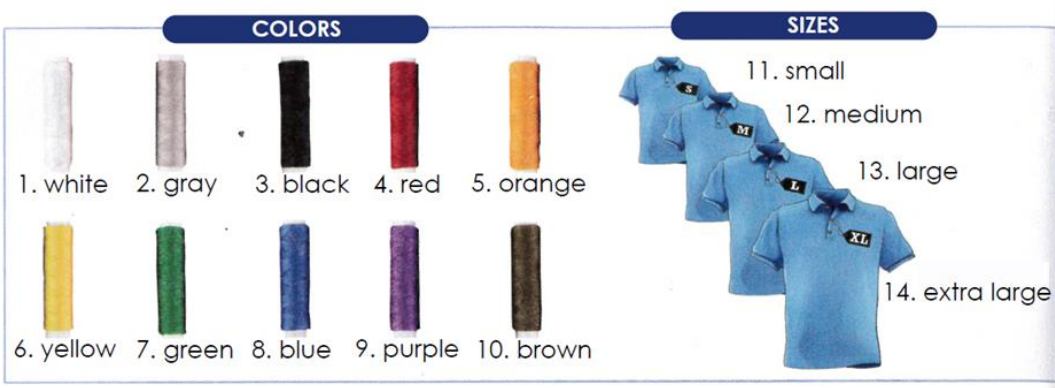 COLORS
1. white 2. gray 3. black 4. red 5. orange
6. yellow 7. green 8. blue 9. purple 10. brown
SIZES
S
11. small
M
12. medium
L
13. large
XL
14. extra large